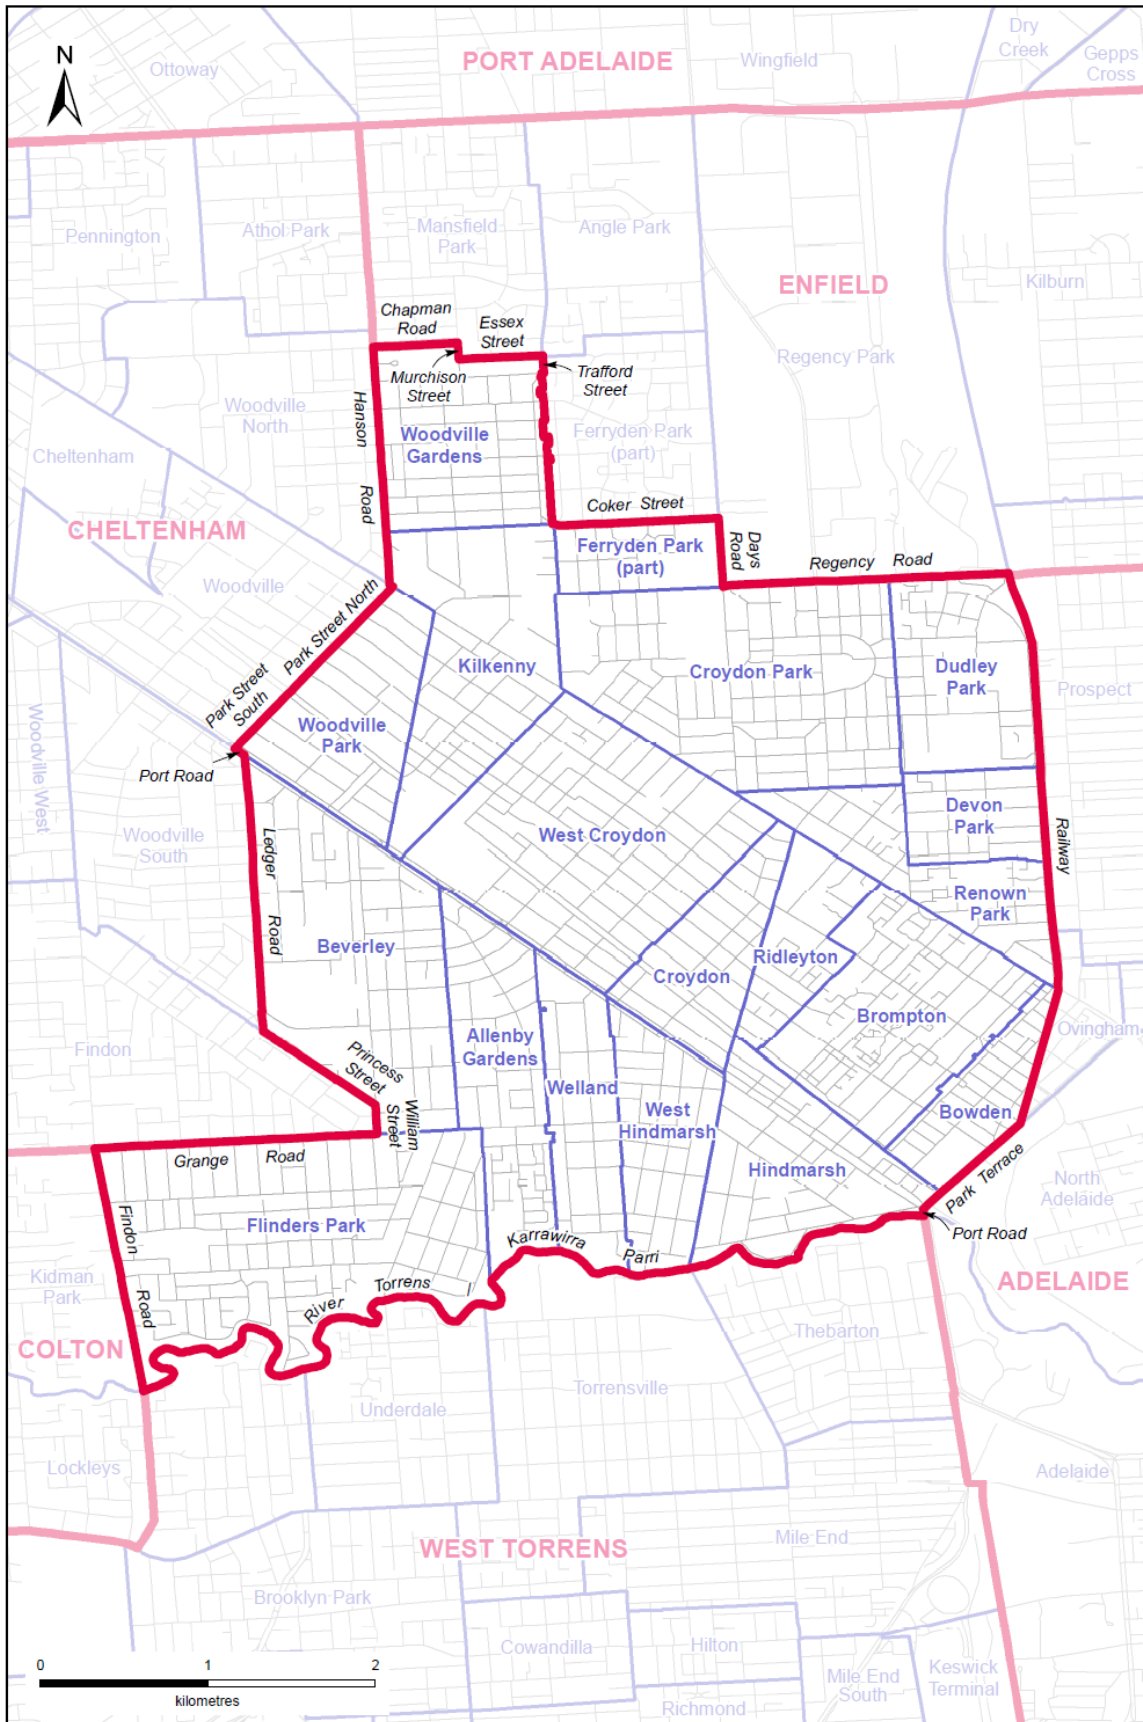 N
Ottoway
PORT ADELAIDE
Wingfield
Dry
Creek
Gepps
Cross
Pennington
Athol Park
Mansfield
Park
Angle Park
ENFIELD
Kilburn
Chapman
Road
Essex
Street
Regency Park
Murchison
Street
Trafford
Street
Hanson
Road
Woodville
North
Woodville
Gardens
Ferryden Park
(part)
Cheltenham
Coker Street
CHELTENHAM
Ferryden Park
(part)
Days
Road
Regency Road
Woodville
Park Street North
Park Street
South
Kilkenny
Croydon Park
Dudley
Park
Prospect
Woodville
Park
Port Road
Woodville West
Woodville
South
Ledger
Road
West Croydon
Devon
Park
Railway
Renown
Park
Beverley
Croydon
Ridleyton
Brompton
Ovingham
Findon
Princess
Street
Allenby
Gardens
Welland
West
Hindmarsh
Bowden
William
Street
Grange Road
Hindmarsh
Park Terrace
North
Adelaide
Findon
Road
Flinders Park
Karrawirra
Parri
Port Road
Kidman
Park
River
Torrens /
ADELAIDE
COLTON
Thebarton
Torrensville
Underdale
Lockleys
Adelaide
WEST TORRENS
Mile End
Brooklyn Park
Cowandilla
Hilton
Mile End
South
Keswick
Terminal
Richmond
0 1 2
kilometres